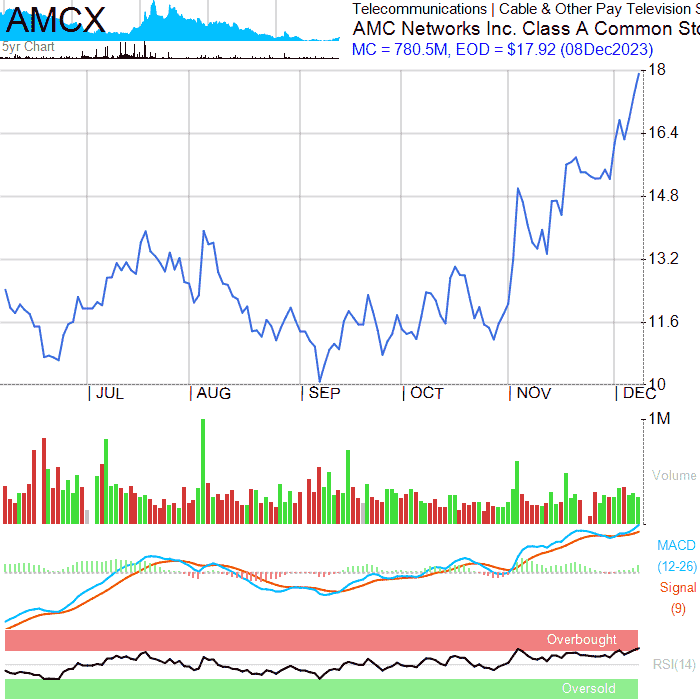 AMCX
5yr Chart
Telecommunications | Cable & Other Pay Television S
AMC Networks Inc. Class A Common Sto
MC = 780.5M, EOD = $17.92 (08Dec2023)
18
16.4
14.8
13.2
11.6
10
JUL AUG SEP OCT NOV DEC
1M
Volume
MACD
(12-26)
Signal
(9)
Overbought
RSI(14)
Oversold